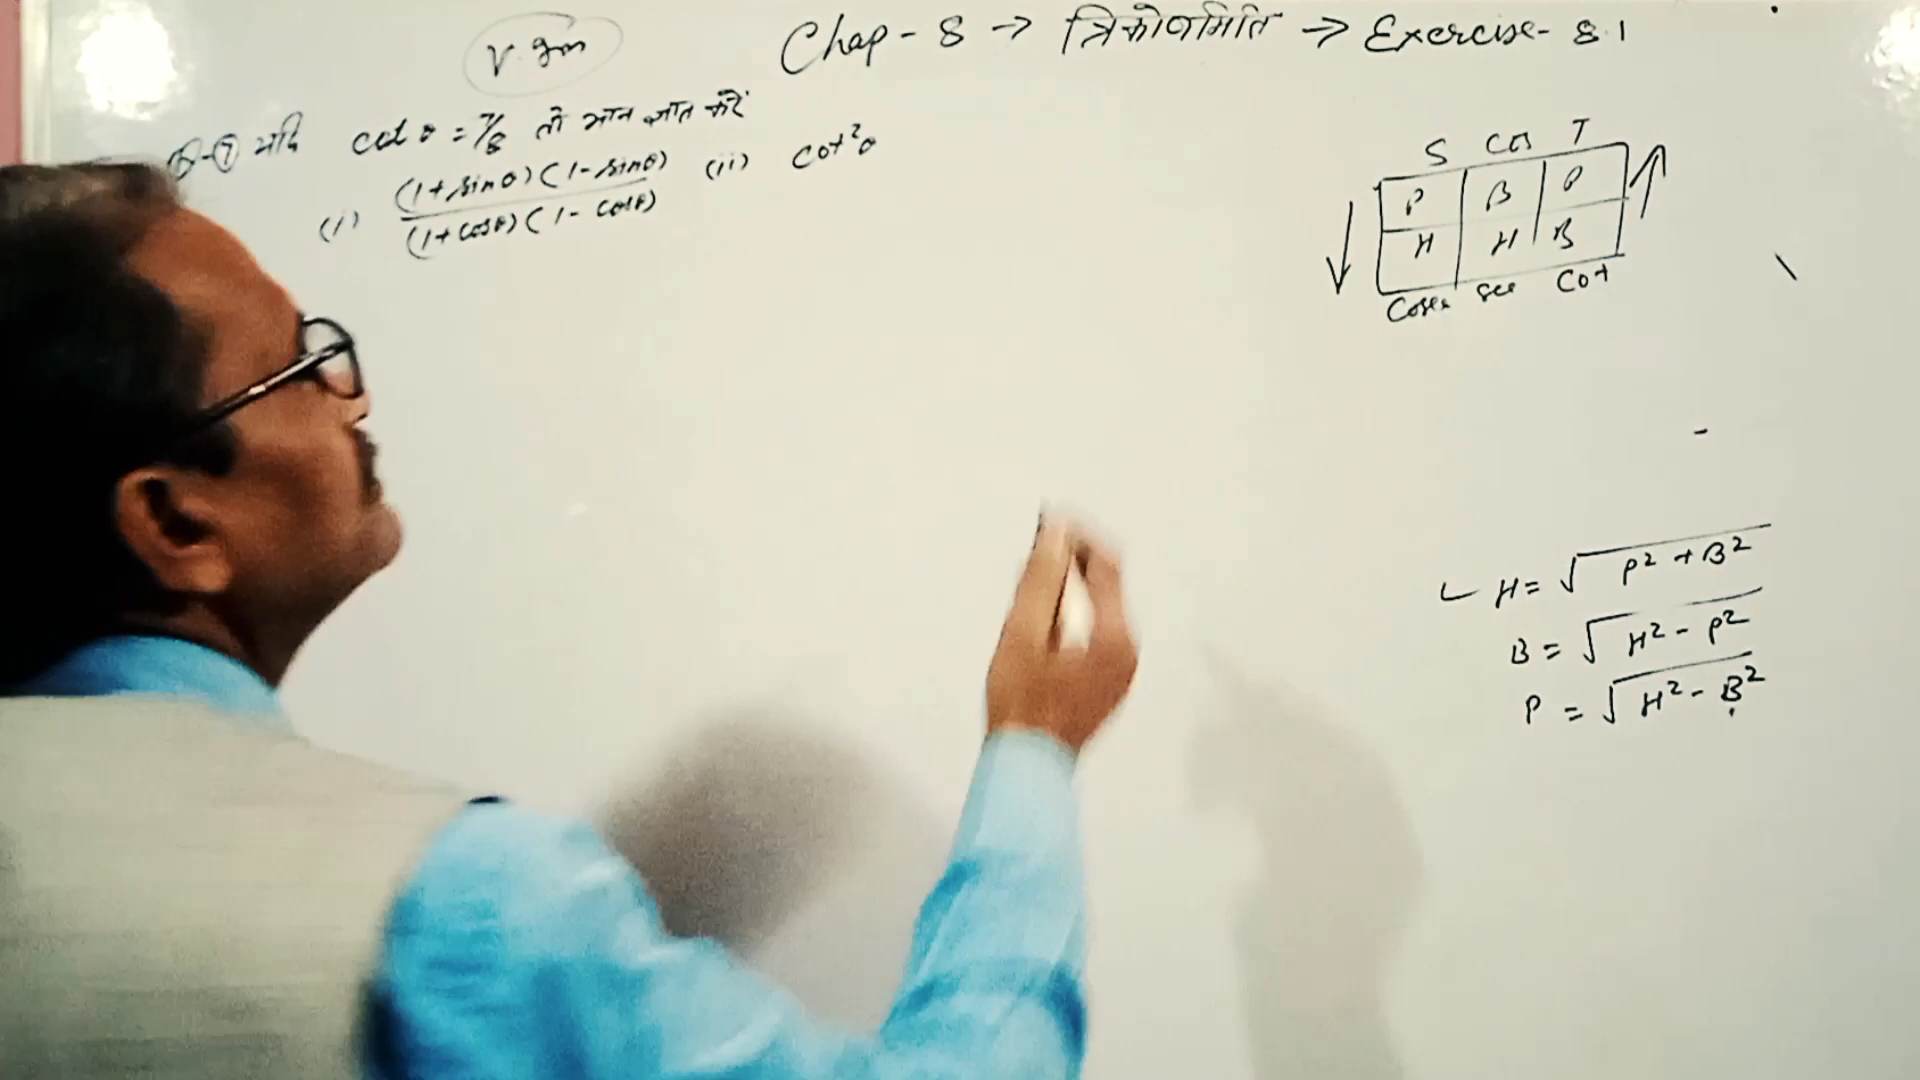 V. Im
Chap - 8 → त्रिकोणमिति → Exercise - 8.1
Q-⑦ यदि cot θ = 7/8 तो मान ज्ञात करें
(i) (1+sinθ)(1-sinθ) / (1+cosθ)(1-cosθ) (ii) cot²θ
S Cos T
P B P
H H B
Cosec sec Cot
H = √P² + B²
B = √H² - P²
P = √H² - B²